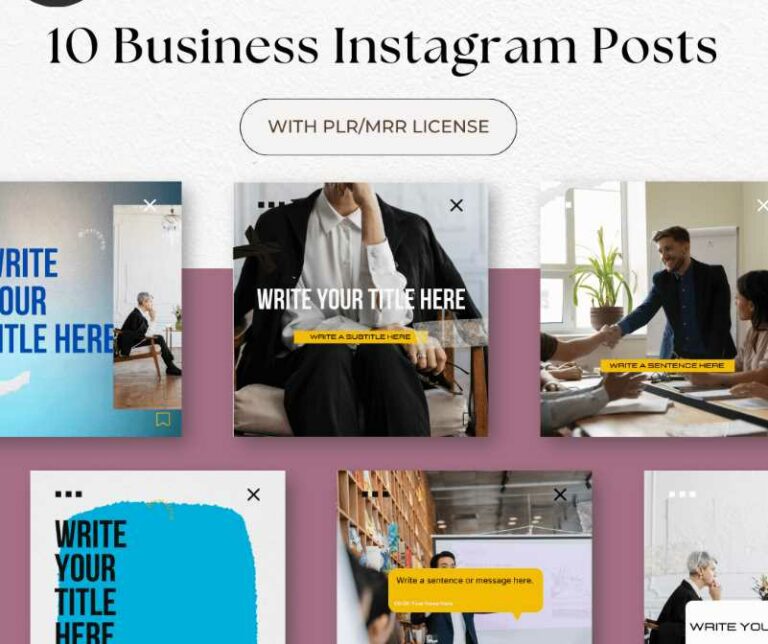 10 Business Instagram Posts
WITH PLR/MRR LICENSE
WRITE
YOUR
TITLE HERE
WRITE YOUR TITLE HERE
WRITE A SUBTITLE HERE
WRITE A SENTENCE HERE
WRITE
YOUR
TITLE
HERE
Write a sentence or message here.
WRITE YOU